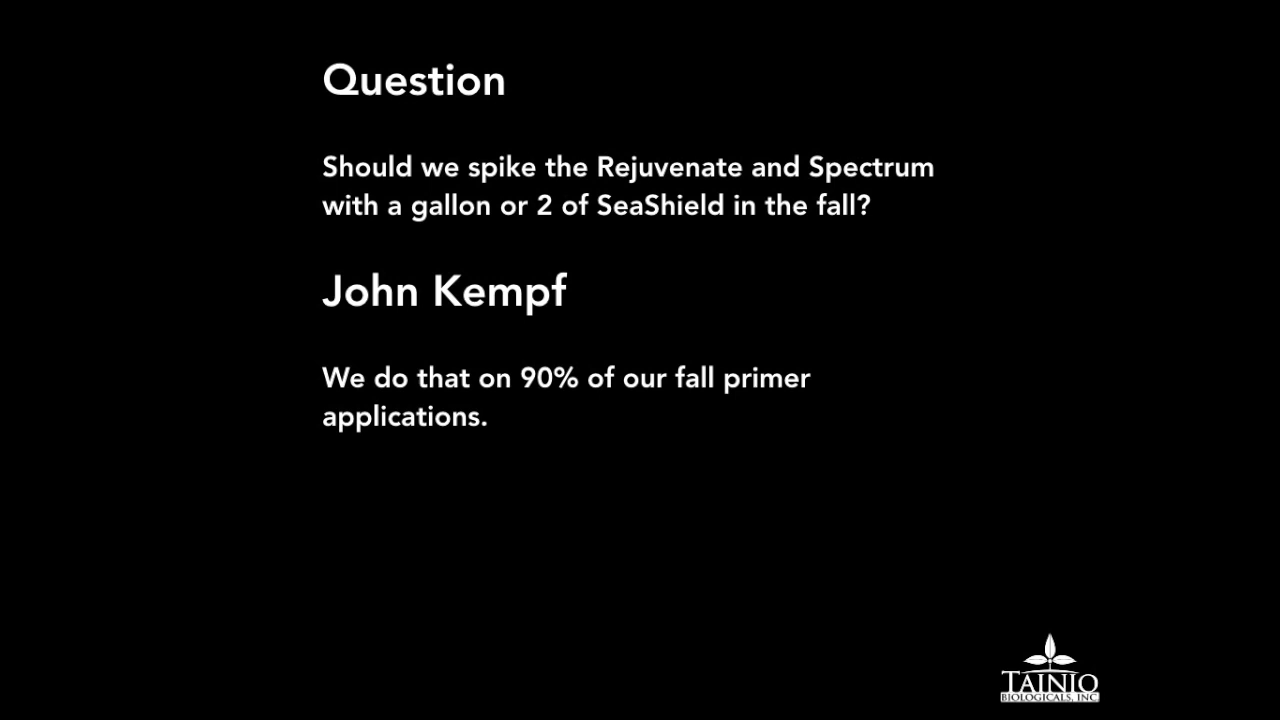 Question
Should we spike the Rejuvenate and Spectrum
with a gallon or 2 of SeaShield in the fall?
John Kempf
We do that on 90% of our fall primer
applications.
TAINIO
BIOLOGICALS, INC